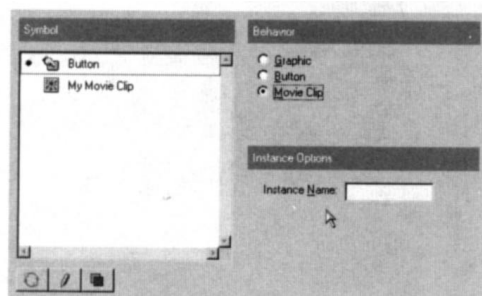 Symbol
Button
My Movie Clip
Behavior
Graphic
Button
Movie Clip
Instance Options
Instance Name: